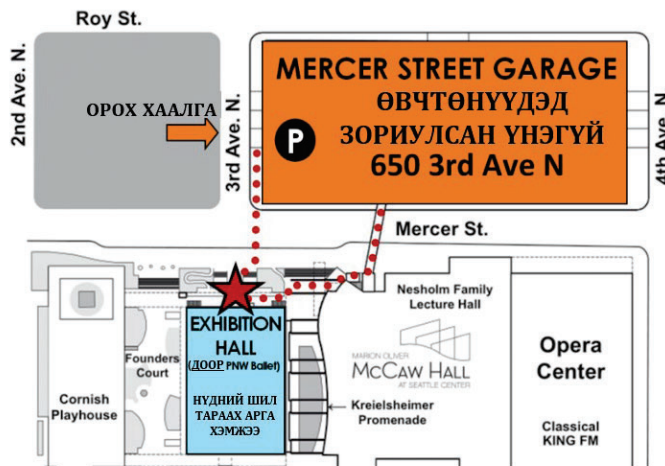 Roy St.
2nd Ave. N.
ОРОХ ХААЛГА
3rd Ave. N.
MERCER STREET GARAGE
ӨВЧТӨНҮҮДЭД
P
ЗОРИУЛСАН ҮНЭГҮЙ
650 3rd Ave N
4th Ave. N
Mercer St.
Nesholm Family
Lecture Hall
EXHIBITION
HALL
(ДООР PNW Ballet)
НҮДНИЙ ШИЛ
ТАРААХ АРГА
ХЭМЖЭЭ
Founders
Court
Cornish
Playhouse
MARION OLIVER
McCAW HALL
AT SEATTLE CENTER
Kreielsheimer
Promenade
Opera
Center
Classical
KING FM